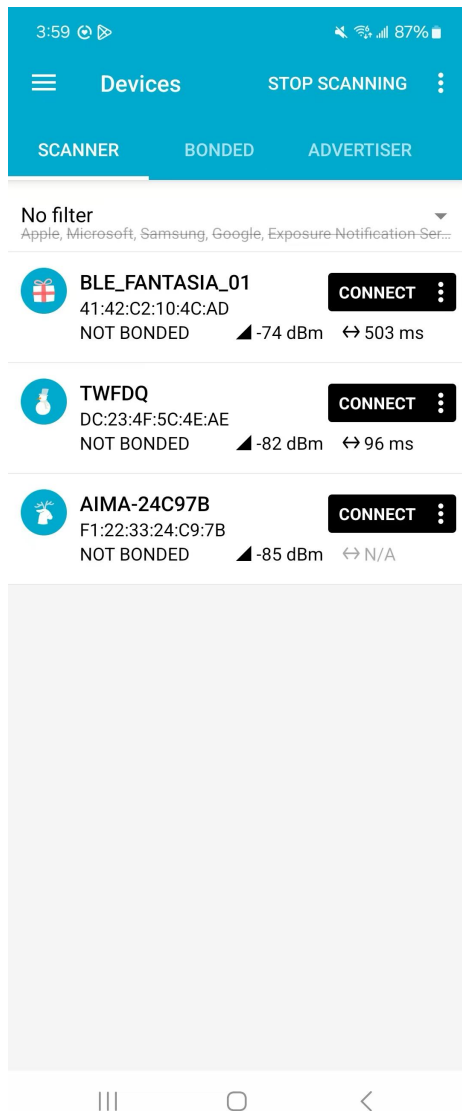 3:59 87%
Devices STOP SCANNING
SCANNER BONDED ADVERTISER
No filter
Apple, Microsoft, Samsung, Google, Exposure Notification Ser...
BLE_FANTASIA_01 CONNECT
41:42:C2:10:4C:AD
NOT BONDED -74 dBm 503 ms
TWFDQ CONNECT
DC:23:4F:5C:4E:AE
NOT BONDED -82 dBm 96 ms
AIMA-24C97B CONNECT
F1:22:33:24:C9:7B
NOT BONDED -85 dBm N/A